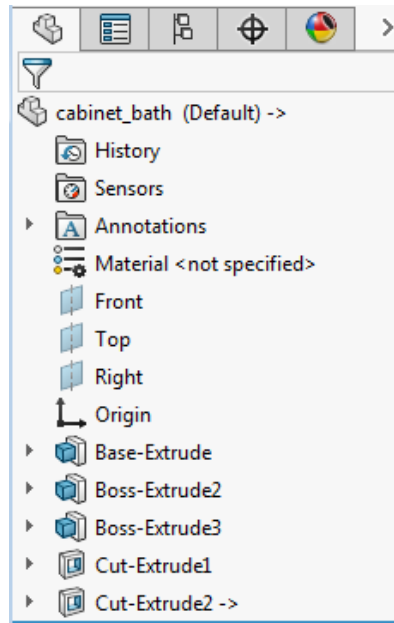 cabinet_bath (Default) ->
History
Sensors
Annotations
Material <not specified>
Front
Top
Right
Origin
Base-Extrude
Boss-Extrude2
Boss-Extrude3
Cut-Extrude1
Cut-Extrude2 ->